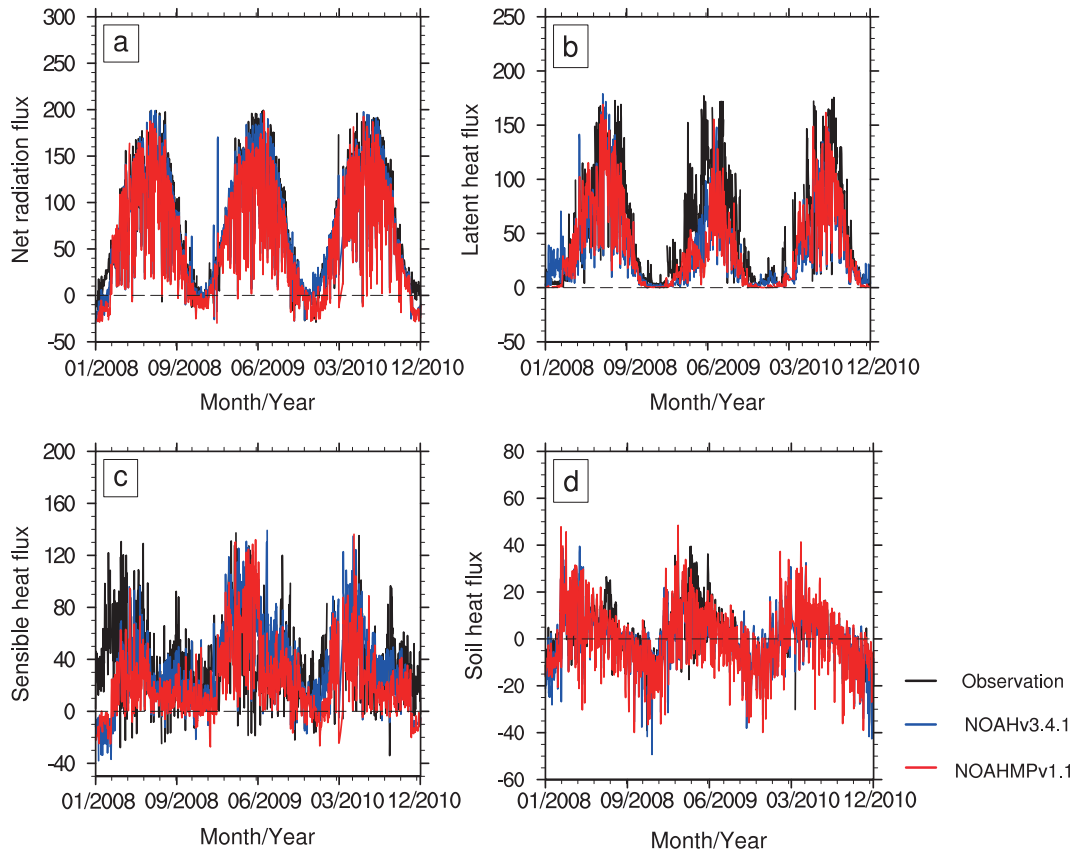 a
Net radiation flux
300
250
200
150
100
50
0
-50
01/2008 09/2008 06/2009 03/2010 12/2010
Month/Year
b
Latent heat flux
250
200
150
100
50
0
-50
01/2008 09/2008 06/2009 03/2010 12/2010
Month/Year
c
Sensible heat flux
200
160
120
80
40
0
-40
01/2008 09/2008 06/2009 03/2010 12/2010
Month/Year
d
Soil heat flux
80
60
40
20
-0
-20
-40
-60
01/2008 09/2008 06/2009 03/2010 12/2010
Month/Year
Observation
NOAHv3.4.1
NOAHMPv1.1